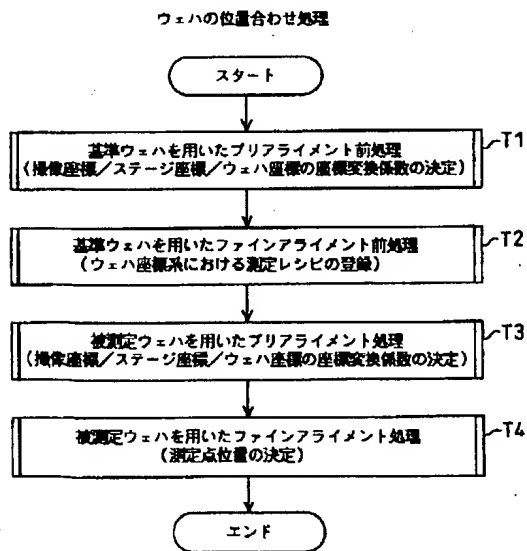 ウェハの位置合わせ処理
スタート
基準ウェハを用いたプリアライメント前処理
(撮像座標/ステージ座標/ウェハ座標の座標変換係数の決定)
T1
基準ウェハを用いたファインアライメント前処理
(ウェハ座標系における測定レシピの登録)
T2
被測定ウェハを用いたプリアライメント処理
(撮像座標/ステージ座標/ウェハ座標の座標変換係数の決定)
T3
被測定ウェハを用いたファインアライメント処理
(測定点位置の決定)
T4
エンド